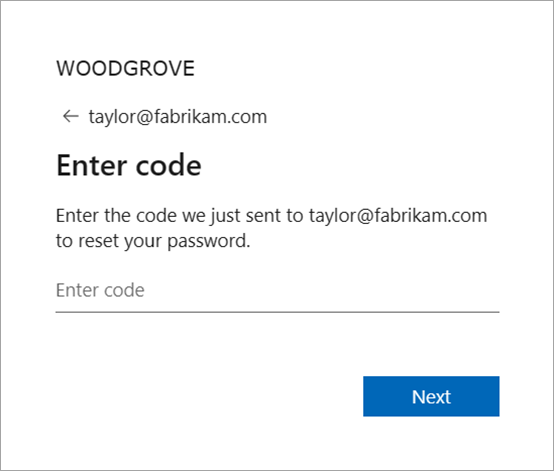 WOODGROVE
← taylor@fabrikam.com
Enter code
Enter the code we just sent to taylor@fabrikam.com
to reset your password.
Enter code
Next